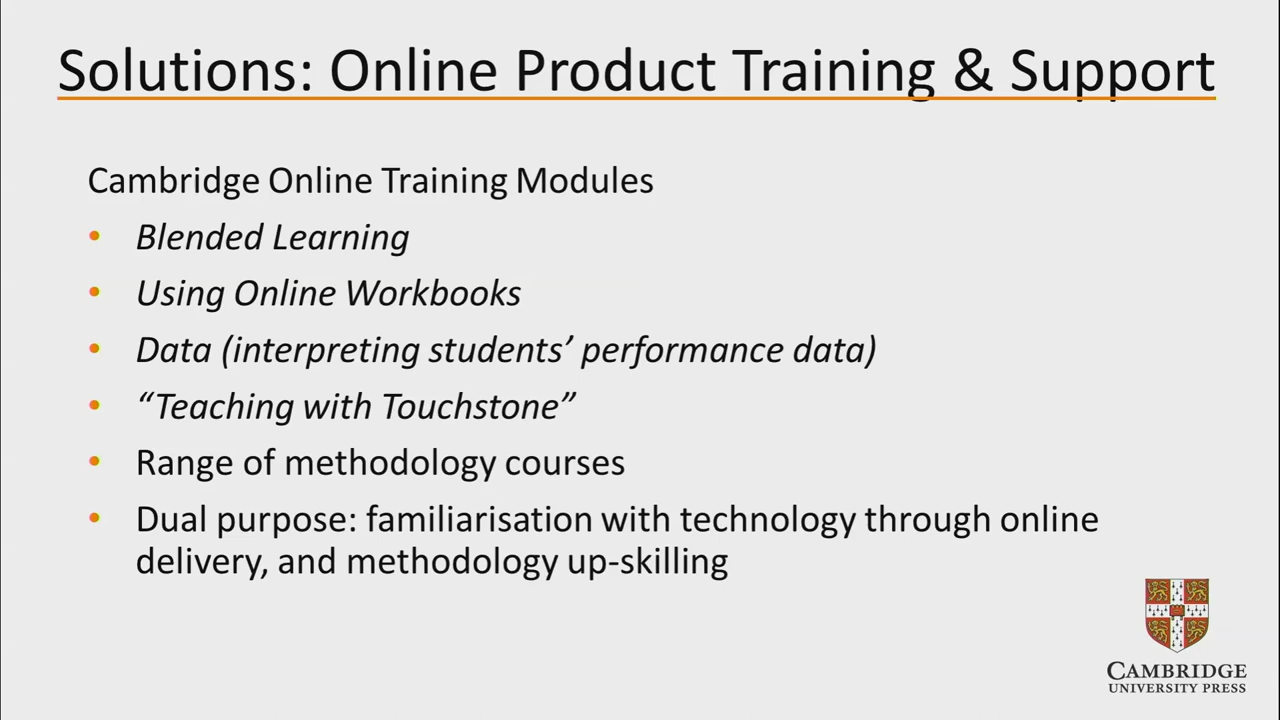 Solutions: Online Product Training & Support
Cambridge Online Training Modules
• Blended Learning
• Using Online Workbooks
• Data (interpreting students’ performance data)
• “Teaching with Touchstone”
• Range of methodology courses
• Dual purpose: familiarisation with technology through online
delivery, and methodology up-skilling
CAMBRIDGE
UNIVERSITY PRESS